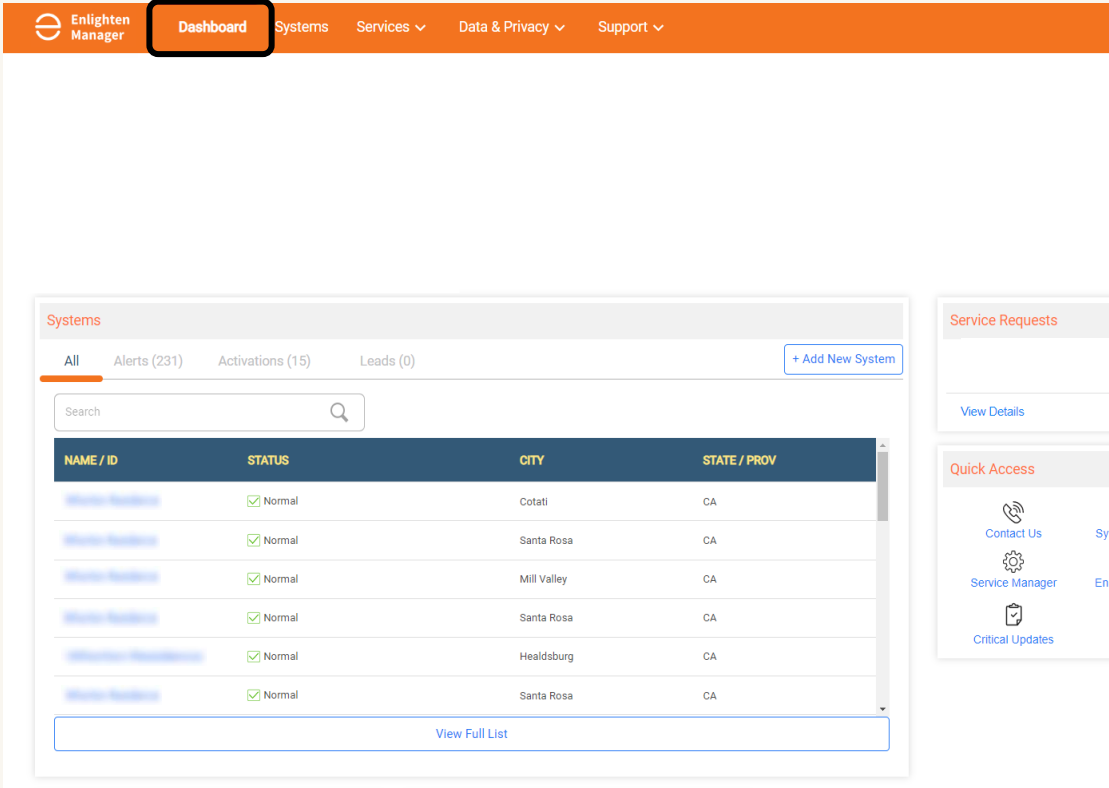 Enlighten
Manager
Dashboard Systems Services Data & Privacy Support
Systems
All Alerts (231) Activations (15) Leads (0) + Add New System
Search
NAME / ID STATUS CITY STATE / PROV
Normal Cotati CA
Normal Santa Rosa CA
Normal Mill Valley CA
Normal Santa Rosa CA
Normal Healdsburg CA
Normal Santa Rosa CA
View Full List
Service Requests
View Details
Quick Access
Contact Us
Service Manager
Critical Updates